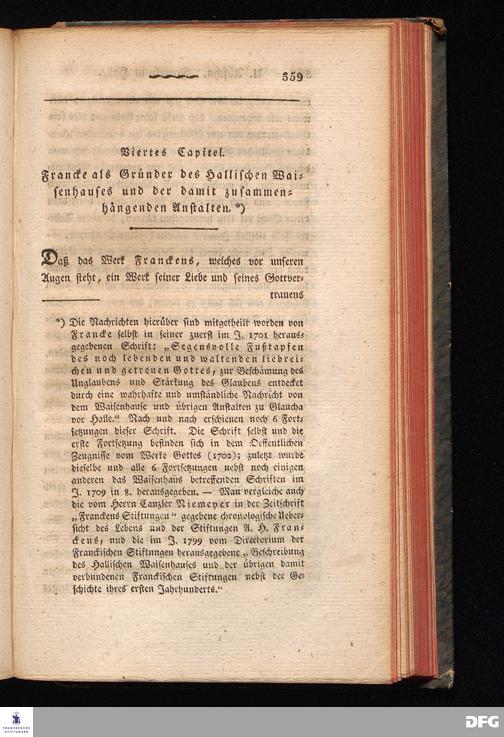 359
Viertes Capitel.
Francke als Gründer des Hallischen Wai-
senhauses und der damit zusammen-
hängenden Anstalten. *)
Daß das Werk Franckens, welches vor unseren
Augen steht, ein Werk seiner Liebe und seines Gottver-
trauens
*) Die Nachrichten hierüber sind mitgetheilt worden von
Francke selbst in seiner zuerst im J. 1701 heraus-
gegebenen Schrift: „Segensvolle Fußtapfen
des noch lebenden und waltenden liebrei-
chen und getreuen Gottes, zur Beschämung des
Unglaubens und Stärkung des Glaubens entdecket
durch eine wahrhafte und umständliche Nachricht von
dem Waisenhause und übrigen Anstalten zu Glaucha
vor Halle.“ Nach und nach erschienen noch 6 Fort-
setzungen dieser Schrift. Die Schrift selbst und die
erste Fortsetzung befinden sich in dem Oeffentlichen
Zeugnisse vom Werke Gottes (1702); zuletzt wurde
dieselbe und alle 6 Fortsetzungen nebst noch einigen
anderen das Waisenhaus betreffenden Schriften im
J. 1709 in 8. herausgegeben. — Man vergleiche auch
die vom Herrn Canzler Niemeyer in der Zeitschrift
„Franckens Stiftungen“ gegebene chronologische Ueber-
sicht des Lebens und der Stiftungen A. H. Fran-
ckens, und die im J. 1799 vom Directorium der
Franckischen Stiftungen herausgegebene „Beschreibung
des Hallischen Waisenhauses und der übrigen damit
verbundenen Franckischen Stiftungen nebst der Ge-
schichte ihres ersten Jahrhunderts.“
FRANCKESCHE
STIFTUNGEN
DFG